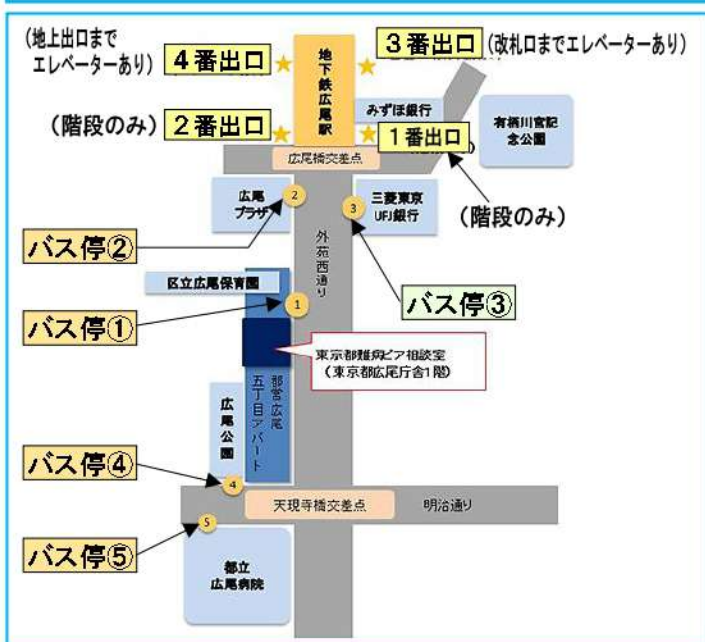 (地上出口まで
エレベーターあり)
4番出口
地下鉄広尾駅
3番出口
(改札口までエレベーターあり)
(階段のみ)
2番出口
みずほ銀行
1番出口
有栖川宮記
念公園
広尾橋交差点
広尾
プラザ
2
3
三菱東京
UFJ銀行
(階段のみ)
バス停②
外苑西通り
区立広尾保育園
1
バス停③
バス停①
東京都難病ピア相談室
(東京都広尾庁舎1階)
都営広尾
五丁目アパート
広尾公園
バス停④
4
天現寺橋交差点
明治通り
5
バス停⑤
都立
広尾病院